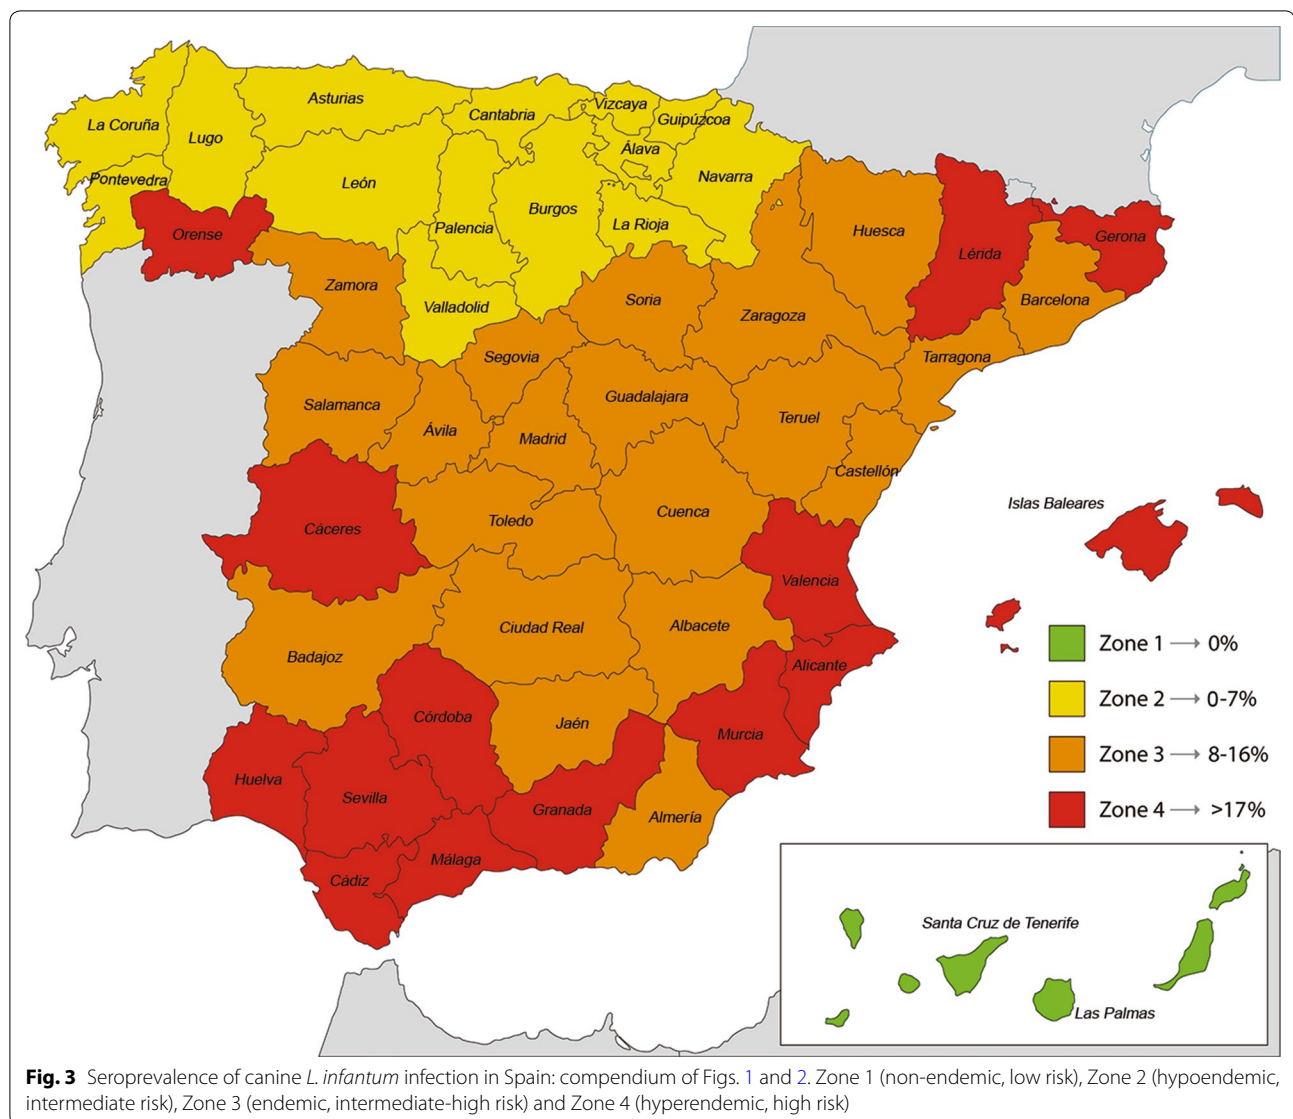 Asturias
Cantabria
Vizcaya
Guipúzcoa
La Coruña
Lugo
Álava
Pontevedra
León
Navarra
Burgos
Palencia
La Rioja
Orense
Huesca
Gerona
Lérida
Zamora
Soria
Barcelona
Valladolid
Zaragoza
Segovia
Tarragona
Guadalajara
Salamanca
Teruel
Ávila
Madrid
Castellón
Islas Baleares
Cuenca
Toledo
Cáceres
Valencia
Ciudad Real
Albacete
Zone 1 → 0%
Badajoz
Alicante
Zone 2 → 0-7%
Córdoba
Jaén
Murcia
Zone 3 → 8-16%
Huelva
Sevilla
Granada
Almería
Zone 4 → >17%
Málaga
Cádiz
Santa Cruz de Tenerife
Las Palmas
Fig. 3 Seroprevalence of canine L. infantum infection in Spain: compendium of Figs. 1 and 2. Zone 1 (non-endemic, low risk), Zone 2 (hypoendemic,
intermediate risk), Zone 3 (endemic, intermediate-high risk) and Zone 4 (hyperendemic, high risk)